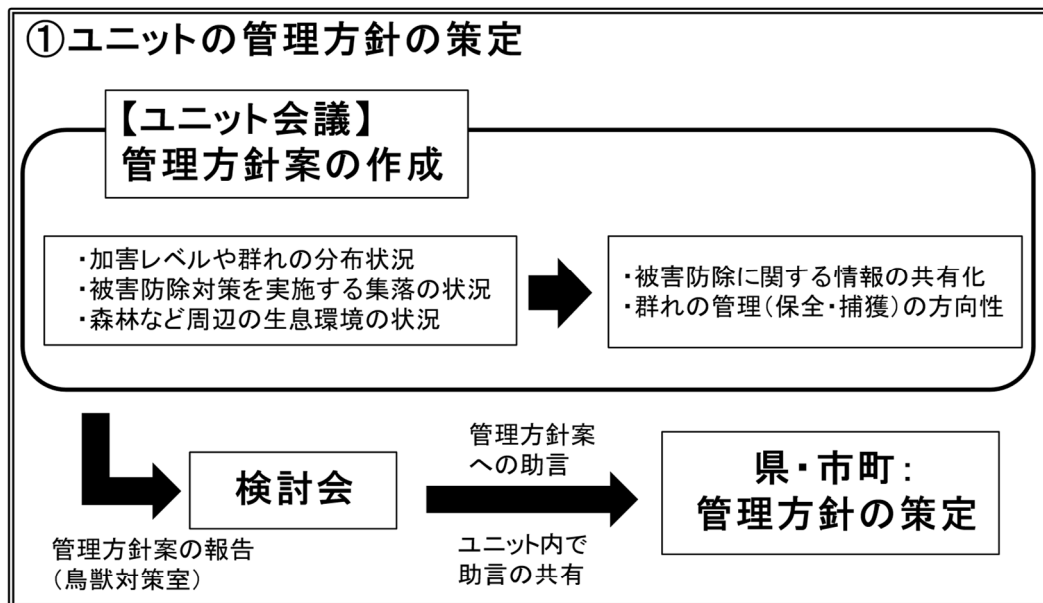 ①ユニットの管理方針の策定
【ユニット会議】
管理方針案の作成
・加害レベルや群れの分布状況
・被害防除対策を実施する集落の状況
・森林など周辺の生息環境の状況
・被害防除に関する情報の共有化
・群れの管理(保全・捕獲)の方向性
管理方針案の報告
(鳥獣対策室)
検討会
管理方針案
への助言
ユニット内で
助言の共有
県・市町:
管理方針の策定